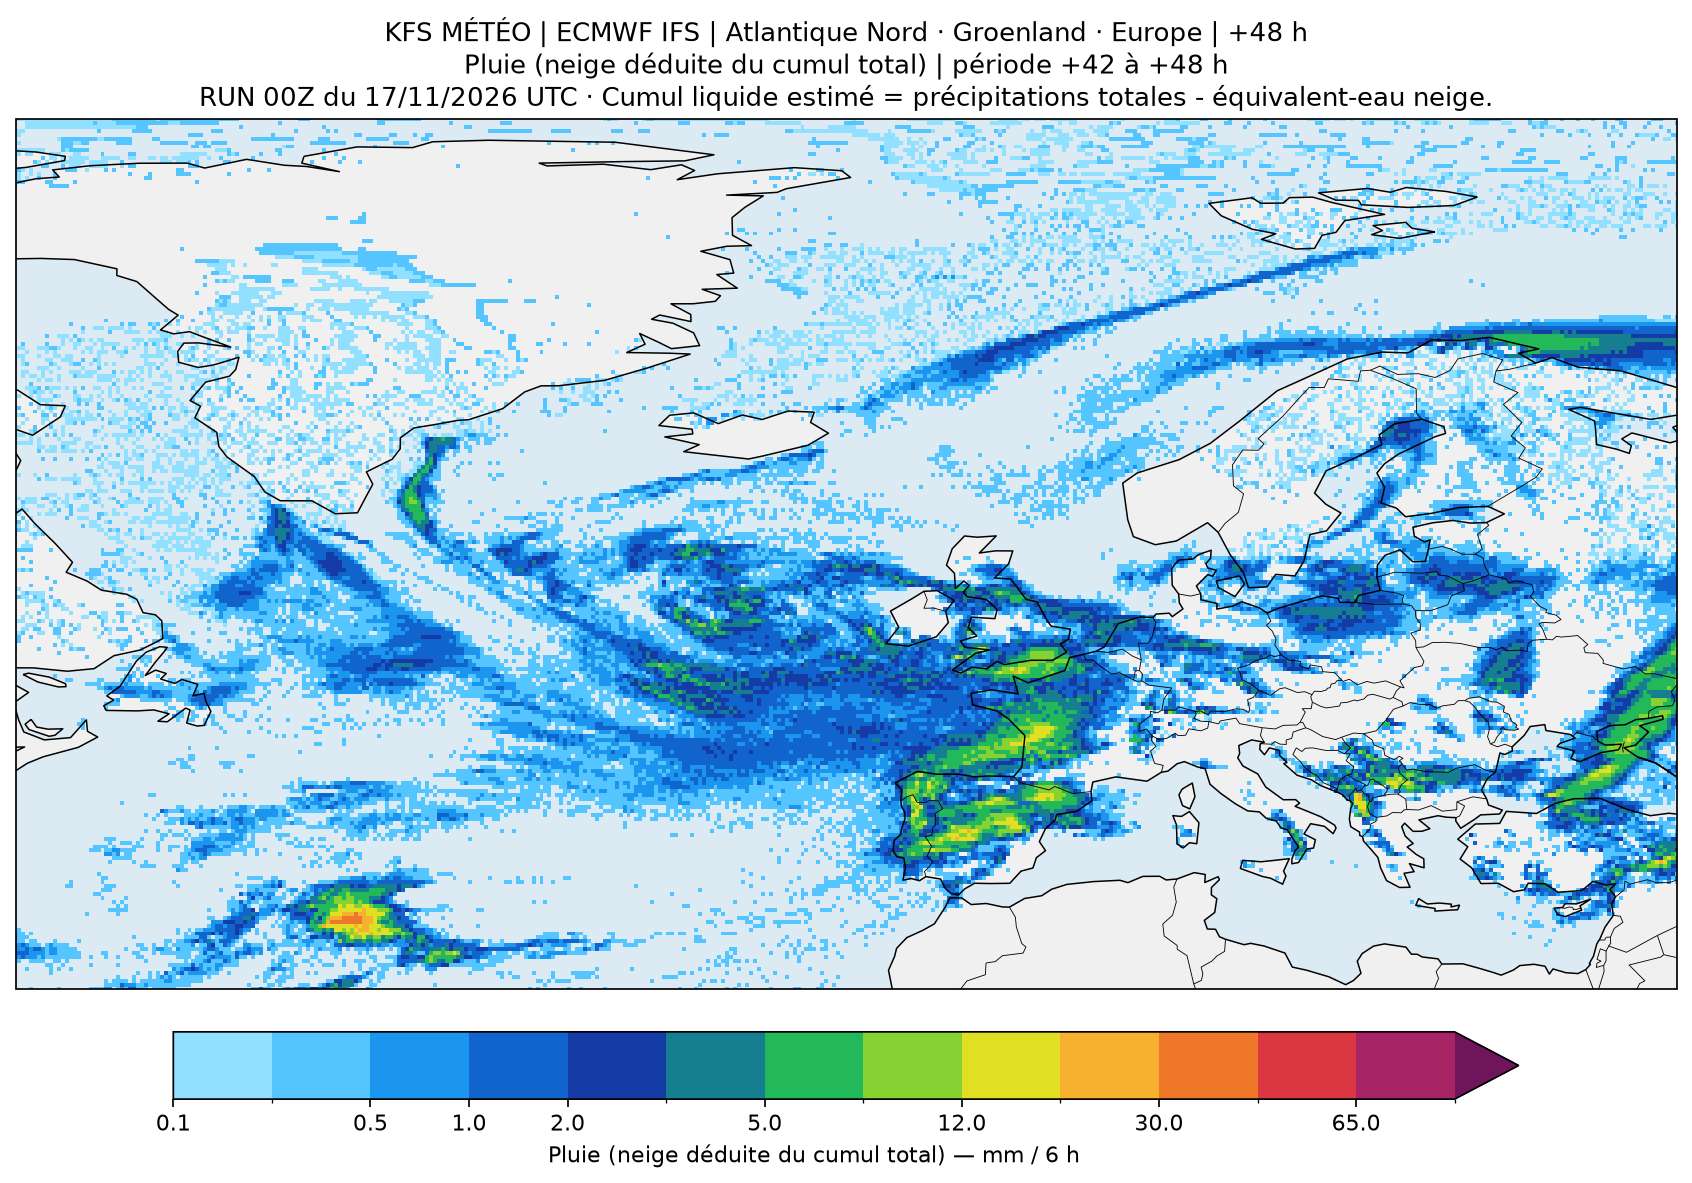 KFS MÉTÉO | ECMWF IFS | Atlantique Nord · Groenland · Europe | +48 h
Pluie (neige déduite du cumul total) | période +42 à +48 h
RUN 00Z du 17/11/2026 UTC · Cumul liquide estimé = précipitations totales - équivalent-eau neige.
0.1 0.5 1.0 2.0 5.0 12.0 30.0 65.0
Pluie (neige déduite du cumul total) — mm / 6 h